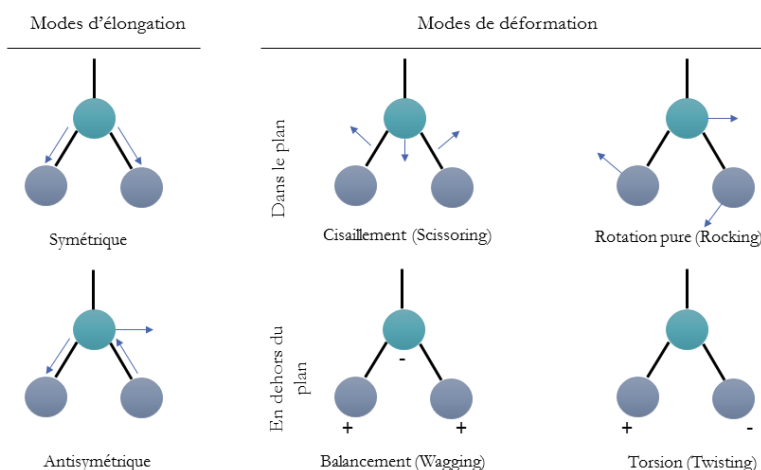 Modes d'élongation
Modes de déformation
Dans le plan
Symétrique
Cisaillement (Scissoring)
Rotation pure (Rocking)
En dehors du
plan
-
+
+
+
-
Antisymétrique
Balancement (Wagging)
Torsion (Twisting)